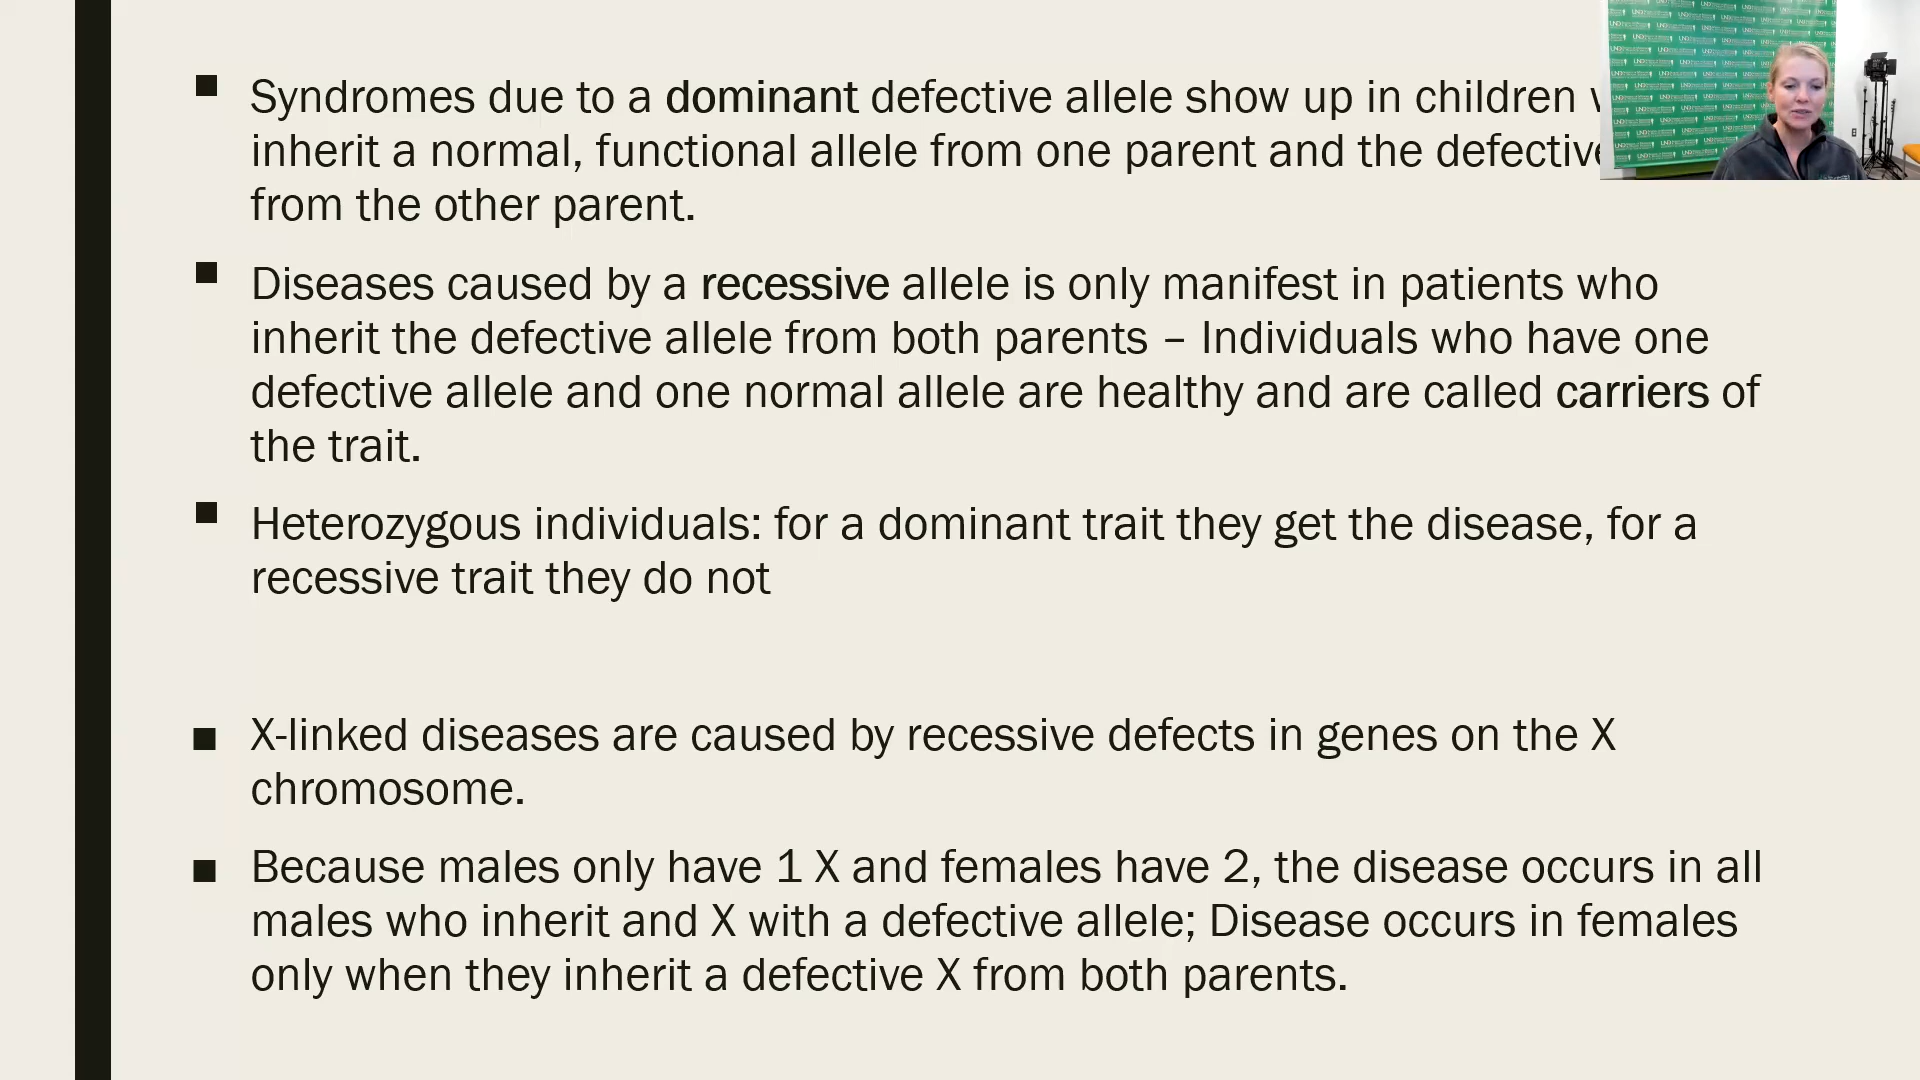 Syndromes due to a dominant defective allele show up in children
inherit a normal, functional allele from one parent and the defective
from the other parent.
Diseases caused by a recessive allele is only manifest in patients who
inherit the defective allele from both parents – Individuals who have one
defective allele and one normal allele are healthy and are called carriers of
the trait.
Heterozygous individuals: for a dominant trait they get the disease, for a
recessive trait they do not
X-linked diseases are caused by recessive defects in genes on the X
chromosome.
Because males only have 1 X and females have 2, the disease occurs in all
males who inherit and X with a defective allele; Disease occurs in females
only when they inherit a defective X from both parents.